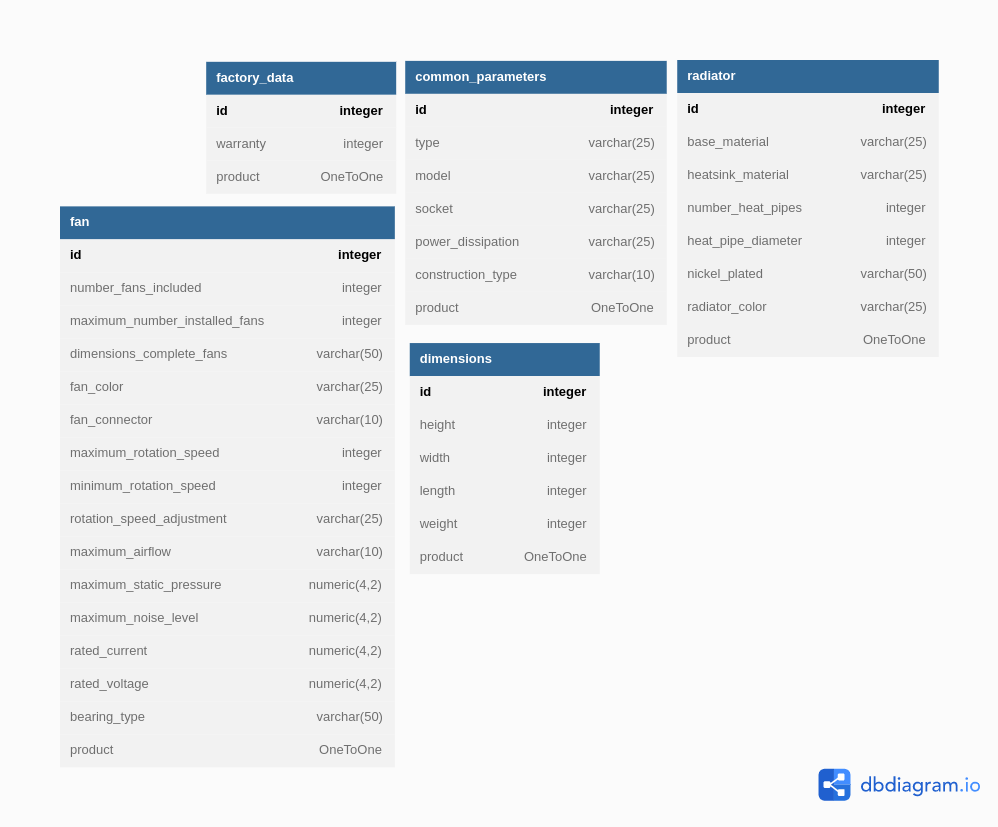 factory_data
id integer
warranty integer
product OneToOne
common_parameters
id integer
type varchar(25)
model varchar(25)
socket varchar(25)
power_dissipation varchar(25)
construction_type varchar(10)
product OneToOne
radiator
id integer
base_material varchar(25)
heatsink_material varchar(25)
number_heat_pipes integer
heat_pipe_diameter integer
nickel_plated varchar(50)
radiator_color varchar(25)
product OneToOne
fan
id integer
number_fans_included integer
maximum_number_installed_fans integer
dimensions_complete_fans varchar(50)
fan_color varchar(25)
fan_connector varchar(10)
maximum_rotation_speed integer
minimum_rotation_speed integer
rotation_speed_adjustment varchar(25)
maximum_airflow varchar(10)
maximum_static_pressure numeric(4,2)
maximum_noise_level numeric(4,2)
rated_current numeric(4,2)
rated_voltage numeric(4,2)
bearing_type varchar(50)
product OneToOne
dimensions
id integer
height integer
width integer
length integer
weight integer
product OneToOne
dbdiagram.io